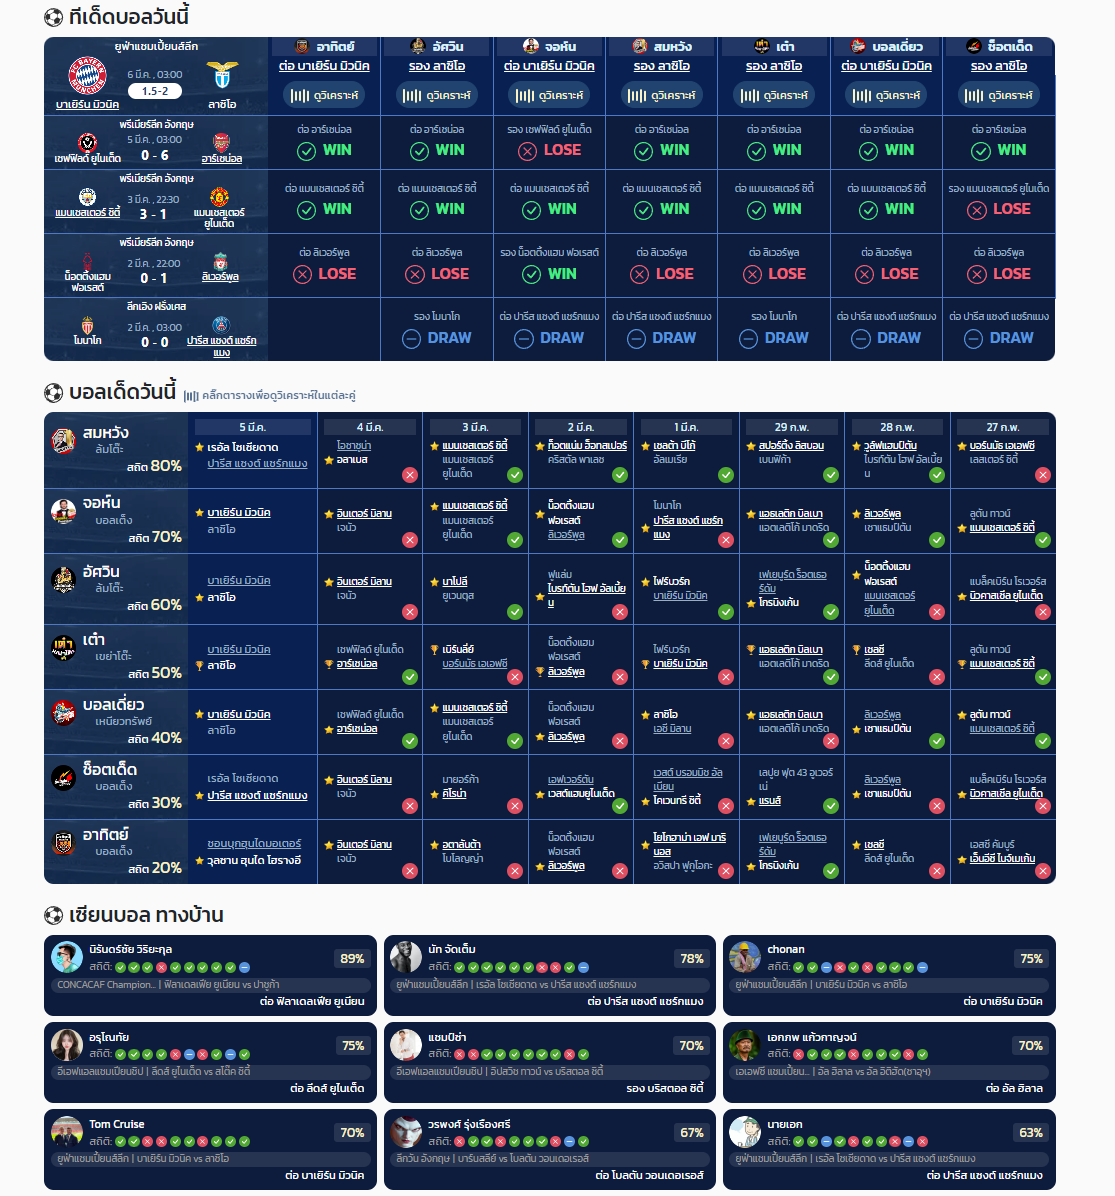 ทีเด็ดบอลวันนี้
ยูฟ่าแชมเปี้ยนส์ลีก
6 มี.ค. , 03:00
1.5-2
บาเยิร์น มิวนิค
ลาซิโอ
อาทิตย์
อัศวิน
จอห์น
สมหวัง
เต๋า
บอลเดี่ยว
ช็อตเด็ด
ต่อ บาเยิร์น มิวนิค
รอง ลาซิโอ
ต่อ บาเยิร์น มิวนิค
รอง ลาซิโอ
รอง ลาซิโอ
ต่อ บาเยิร์น มิวนิค
รอง ลาซิโอ
ดูวิเคราะห์
ดูวิเคราะห์
ดูวิเคราะห์
ดูวิเคราะห์
ดูวิเคราะห์
ดูวิเคราะห์
ดูวิเคราะห์
พรีเมียร์ลีก อังกฤษ
5 มี.ค. , 03:00
เชฟฟิลด์ ยูไนเต็ด
0 - 6
อาร์เซน่อล
ต่อ อาร์เซน่อล
WIN
ต่อ อาร์เซน่อล
WIN
รอง เชฟฟิลด์ ยูไนเต็ด
LOSE
ต่อ อาร์เซน่อล
WIN
ต่อ อาร์เซน่อล
WIN
ต่อ อาร์เซน่อล
WIN
ต่อ อาร์เซน่อล
WIN
พรีเมียร์ลีก อังกฤษ
3 มี.ค. , 22:30
แมนเชสเตอร์ ซิตี้
3 - 1
แมนเชสเตอร์
ยูไนเต็ด
ต่อ แมนเชสเตอร์ ซิตี้
WIN
ต่อ แมนเชสเตอร์ ซิตี้
WIN
ต่อ แมนเชสเตอร์ ซิตี้
WIN
ต่อ แมนเชสเตอร์ ซิตี้
WIN
ต่อ แมนเชสเตอร์ ซิตี้
WIN
ต่อ แมนเชสเตอร์ ซิตี้
WIN
รอง แมนเชสเตอร์ ยูไนเต็ด
LOSE
พรีเมียร์ลีก อังกฤษ
2 มี.ค. , 22:00
น็อตติ้งแฮม
ฟอเรสต์
0 - 1
ลิเวอร์พูล
ต่อ ลิเวอร์พูล
LOSE
ต่อ ลิเวอร์พูล
LOSE
รอง น็อตติ้งแฮม ฟอเรสต์
WIN
ต่อ ลิเวอร์พูล
LOSE
ต่อ ลิเวอร์พูล
LOSE
ต่อ ลิเวอร์พูล
LOSE
ต่อ ลิเวอร์พูล
LOSE
ลีกเอิง ฝรั่งเศส
2 มี.ค. , 03:00
โมนาโก
0 - 0
ปารีส แซงต์ แชร์ก
แมง
รอง โมนาโก
DRAW
ต่อ ปารีส แซงต์ แชร์กแมง
DRAW
ต่อ ปารีส แซงต์ แชร์กแมง
DRAW
รอง โมนาโก
DRAW
ต่อ ปารีส แซงต์ แชร์กแมง
DRAW
ต่อ ปารีส แซงต์ แชร์กแมง
DRAW
บอลเด็ดวันนี้ คลิ๊กตารางเพื่อดูวิเคราะห์ในแต่ละคู่
5 มี.ค.
4 มี.ค.
3 มี.ค.
2 มี.ค.
1 มี.ค.
29 ก.พ.
28 ก.พ.
27 ก.พ.
สมหวัง
ล้มโต๊ะ
สถิต 80%
เรอัล โซเซียดาด
ปารีส แซงต์ แชร์กแมง
โอซาซูน่า
อลาเบส
แมนเชสเตอร์ ซิตี้
แมนเชสเตอร์
ยูไนเต็ด
ท็อตแน่ม ฮ็อทสเปอร์
คริสตัล พาเลซ
เซลต้า บีโก้
อัลเมเรีย
สปอร์ติ้ง ลิสบอน
เบนฟิก้า
วูล์ฟแฮมป์ตัน
ไบรท์ตัน โฮฟ อัลเบี้ย
น
บอร์นมัธ เอเอฟซี
เลสเตอร์ ซิตี้
จอห์น
บอลเต็ง
สถิต 70%
บาเยิร์น มิวนิค
ลาซิโอ
อินเตอร์ มิลาน
เจนัว
แมนเชสเตอร์ ซิตี้
แมนเชสเตอร์
ยูไนเต็ด
น็อตติ้งแฮม
ฟอเรสต์
ลิเวอร์พูล
โมนาโก
ปารีส แซงต์ แชร์ก
แมง
แอธเลติก บิลเบา
แอตเลติโก้ มาดริด
ลิเวอร์พูล
เซาแธมป์ตัน
ลูตัน ทาวน์
แมนเชสเตอร์ ซิตี้
อัศวิน
ล้มโต๊ะ
สถิต 60%
บาเยิร์น มิวนิค
ลาซิโอ
อินเตอร์ มิลาน
เจนัว
นาโปลี
ยูเวนตุส
ฟูแล่ม
ไบรท์ตัน โฮฟ อัลเบี้ย
น
ไฟร์บวร์ก
บาเยิร์น มิวนิค
เฟเยนูร์ด ร็อตเธอ
ร์ดัม
โกรนิงเก้น
น็อตติ้งแฮม
ฟอเรสต์
แมนเชสเตอร์
ยูไนเต็ด
แบล็คเบิร์น โรเวอร์ส
นิวคาสเซิ่ล ยูไนเต็ด
เต๋า
เขย่าโต๊ะ
สถิต 50%
บาเยิร์น มิวนิค
ลาซิโอ
เชฟฟิลด์ ยูไนเต็ด
อาร์เซน่อล
เบิร์นลี่ย์
บอร์นมัธ เอเอฟซี
น็อตติ้งแฮม
ฟอเรสต์
ลิเวอร์พูล
ไฟร์บวร์ก
บาเยิร์น มิวนิค
แอธเลติก บิลเบา
แอตเลติโก้ มาดริด
เชลซี
ลีดส์ ยูไนเต็ด
ลูตัน ทาวน์
แมนเชสเตอร์ ซิตี้
บอลเดี่ยว
เหนียวทรัพย์
สถิต 40%
บาเยิร์น มิวนิค
ลาซิโอ
เชฟฟิลด์ ยูไนเต็ด
อาร์เซน่อล
แมนเชสเตอร์ ซิตี้
แมนเชสเตอร์
ยูไนเต็ด
น็อตติ้งแฮม
ฟอเรสต์
ลิเวอร์พูล
ลาซิโอ
เอซี มิลาน
แอธเลติก บิลเบา
แอตเลติโก้ มาดริด
ลิเวอร์พูล
เซาแธมป์ตัน
ลูตัน ทาวน์
แมนเชสเตอร์ ซิตี้
ช็อตเด็ด
บอลเต็ง
สถิต 30%
เรอัล โซเซียดาด
ปารีส แซงต์ แชร์กแมง
อินเตอร์ มิลาน
เจนัว
มายอร์ก้า
คิโรน่า
เอฟเวอร์ตัน
เวสต์แฮมยูไนเต็ด
เวสต์ บรอมมิช อัล
เบียน
โคเวนทรี ซิตี้
เลปุย ฟุต 43 อูเวอร์
เน่
แรนส์
ลิเวอร์พูล
เซาแธมป์ตัน
แบล็คเบิร์น โรเวอร์ส
นิวคาสเซิ่ล ยูไนเต็ด
อาทิตย์
บอลเต็ง
สถิต 20%
ชอนบุกฮุนไดมอเตอร์
วุลซาน ฮุนได โฮรางอี
อินเตอร์ มิลาน
เจนัว
อตาลันต้า
โบโลญญ่า
น็อตติ้งแฮม
ฟอเรสต์
ลิเวอร์พูล
โยโกฮาม่า เอฟ มาริ
นอส
อวิสปา ฟูกูโอกะ
เฟเยนูร์ด ร็อตเธอ
ร์ดัม
โกรนิงเก้น
เชลซี
ลีดส์ ยูไนเต็ด
เอสซี คัมบูร์
เอ็นอีซี ไนจ์เมเก้น
เซียนบอล ทางบ้าน
นิรันดร์ชัย วิริยะกุล
สถิติ:
89%
CONCACAF Champion... | ฟิลาเดลเฟีย ยูเนียน vs ปาชูก้า
ต่อ ฟิลาเดลเฟีย ยูเนียน
นัท จัดเต็ม
สถิติ:
78%
ยูฟ่าแชมเปี้ยนส์ลีก | เรอัล โซเซียดาด vs ปารีส แซงต์ แชร์กแมง
ต่อ ปารีส แซงต์ แชร์กแมง
chonan
สถิติ:
75%
ยูฟ่าแชมเปี้ยนส์ลีก | บาเยิร์น มิวนิค vs ลาซิโอ
ต่อ บาเยิร์น มิวนิค
อรุโณทัย
สถิติ:
75%
อีเอฟแอลแชมเปียนชิป | ลีดส์ ยูไนเต็ด vs สโต๊ค ซิตี้
ต่อ ลีดส์ ยูไนเต็ด
แชมป์ซ่า
สถิติ:
70%
อีเอฟแอลแชมเปียนชิป | อิปสวิช ทาวน์ vs บริสตอล ซิตี้
รอง บริสตอล ซิตี้
เอกภพ แก้วกาญจน์
สถิติ:
70%
เอเอฟซี แชมเปี้ยน... | อัล ฮิลาล vs อัล อิติฮัด(ซาอุฯ)
ต่อ อัล ฮิลาล
Tom Cruise
สถิติ:
70%
ยูฟ่าแชมเปี้ยนส์ลีก | บาเยิร์น มิวนิค vs ลาซิโอ
ต่อ บาเยิร์น มิวนิค
วรพงศ์ รุ่งเรืองศรี
สถิติ:
67%
ลีกวัน อังกฤษ | บาร์นสลีย์ vs โบลตัน วอนเดอเรอส์
ต่อ โบลตัน วอนเดอเรอส์
นายเอก
สถิติ:
63%
ยูฟ่าแชมเปี้ยนส์ลีก | เรอัล โซเซียดาด vs ปารีส แซงต์ แชร์กแมง
ต่อ ปารีส แซงต์ แชร์กแมง